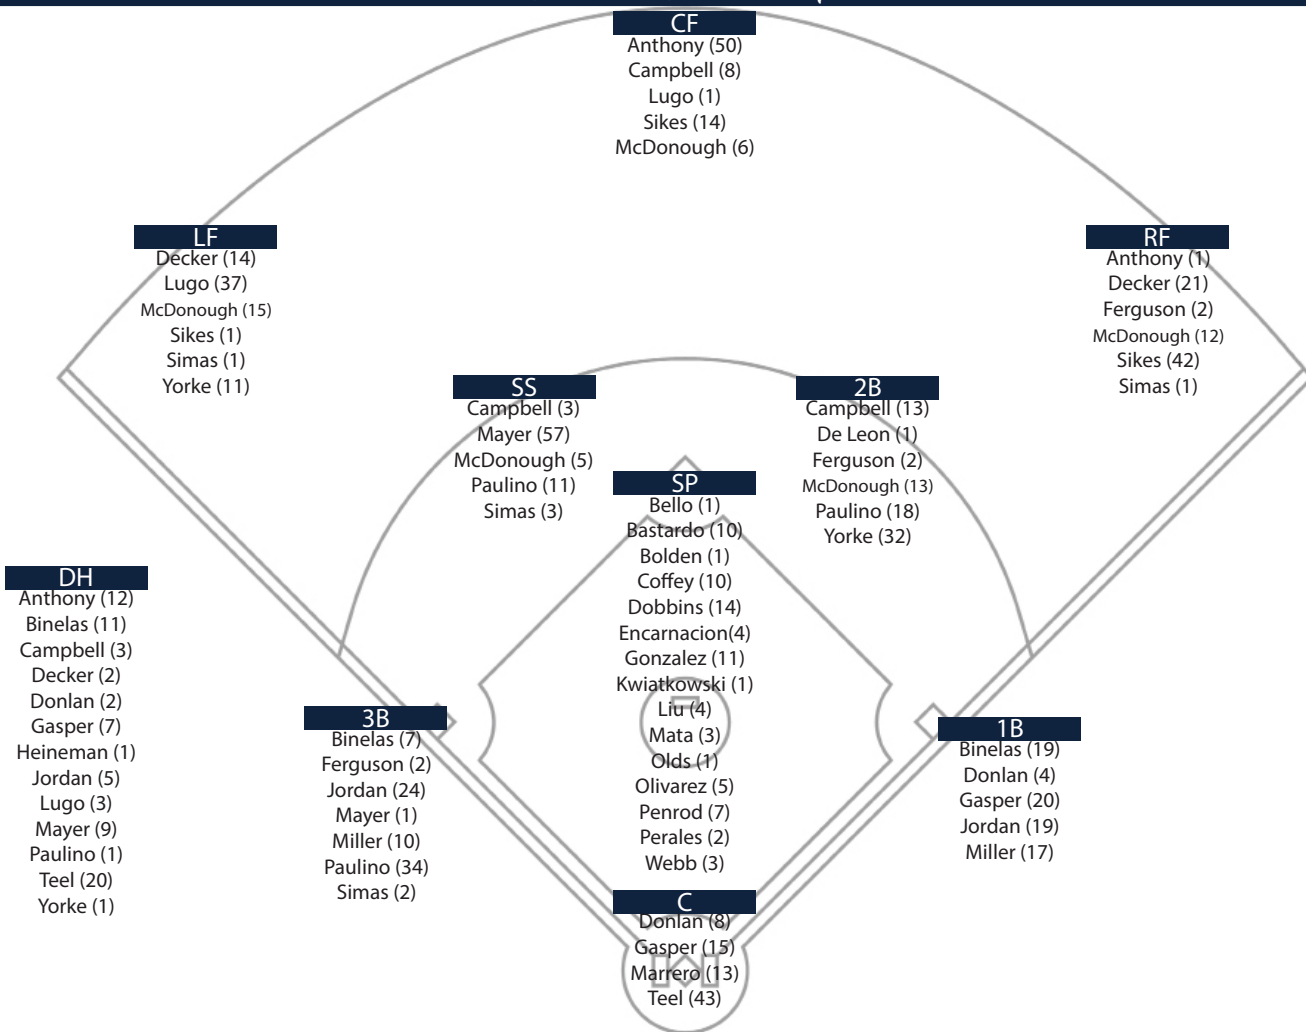 CF
Anthony (50)
Campbell (8)
Lugo (1)
Sikes (14)
McDonough (6)
LF
Decker (14)
Lugo (37)
McDonough (15)
Sikes (1)
Simas (1)
Yorke (11)
RF
Anthony (1)
Decker (21)
Ferguson (2)
McDonough (12)
Sikes (42)
Simas (1)
SS
Campbell (3)
Mayer (57)
McDonough (5)
Paulino (11)
Simas (3)
2B
Campbell (13)
De Leon (1)
Ferguson (2)
McDonough (13)
Paulino (18)
Yorke (32)
SP
Bello (1)
Bastardo (10)
Bolden (1)
Coffey (10)
Dobbins (14)
Encarnacion(4)
Gonzalez (11)
Kwiatkowski (1)
Liu (4)
Mata (3)
Olds (1)
Olivarez (5)
Penrod (7)
Perales (2)
Webb (3)
DH
Anthony (12)
Binelas (11)
Campbell (3)
Decker (2)
Donlan (2)
Gasper (7)
Heineman (1)
Jordan (5)
Lugo (3)
Mayer (9)
Paulino (1)
Teel (20)
Yorke (1)
3B
Binelas (7)
Ferguson (2)
Jordan (24)
Mayer (1)
Miller (10)
Paulino (34)
Simas (2)
1B
Binelas (19)
Donlan (4)
Gasper (20)
Jordan (19)
Miller (17)
C
Donlan (8)
Gasper (15)
Marrero (13)
Teel (43)